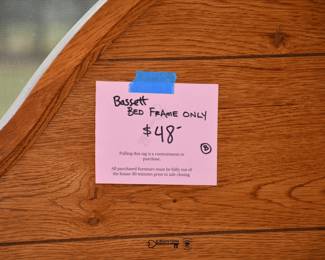 Bassett
BED FRAME ONLY
$48-
B
Pulling this tag is a commitment to
purchase.
All purchased furniture must be fully out of
the house 30 minutes prior to sale closing